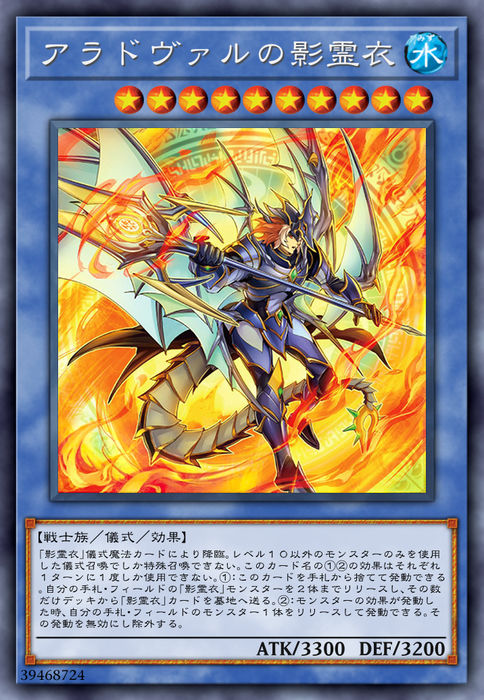 アラドヴァルの影霊衣
みず
水
【戦士族／儀式／効果】
「影霊衣」儀式魔法カードにより降臨。レベル１０以外のモンスターのみを使用
した儀式召喚でしか特殊召喚できない。このカード名の①②の効果はそれぞれ
１ターンに１度しか使用できない。①：このカードを手札から捨てて発動できる
。自分の手札・フィールドの「影霊衣」モンスターを２体までリリースし、その数
だけデッキから「影霊衣」カードを墓地へ送る。②：モンスターの効果が発動し
た時、自分の手札・フィールドのモンスター１体をリリースして発動できる。そ
の発動を無効にし除外する。
ATK/3300 DEF/3200
39468724